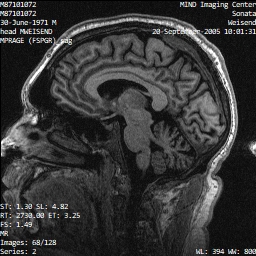 M87101072
M87101072
30-June-1971 M
head MWEISEND
MPRAGE (FSPGR) sag
MIND Imaging Center
Sonata
Weisend
20-September-2005 10:01:31
ST: 1.30 SL: 4.82
RT: 2730.00 ET: 3.25
FS: 1.49
MR
Images: 68/128
Series: 2
WL: 394 WW: 800